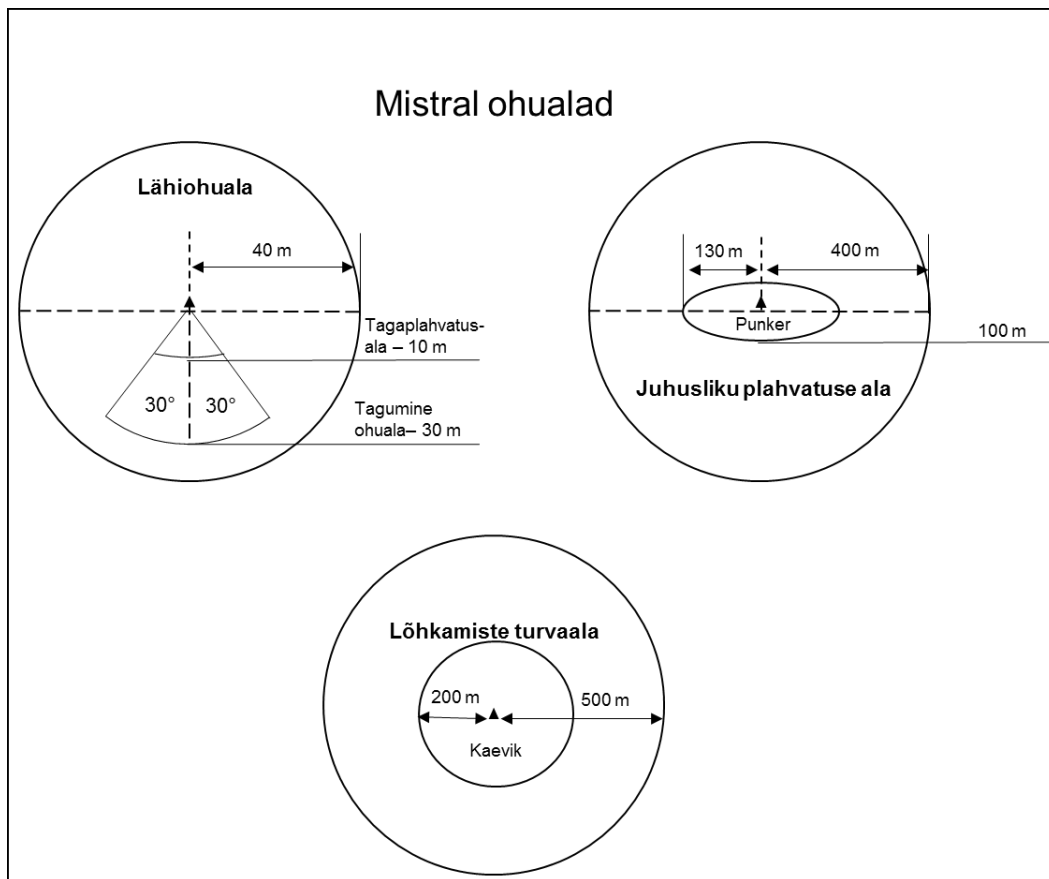 Mistral ohualad
Lähiohuala
40 m
Tagaplahvatus-
ala – 10 m
30°
30°
Tagumine
ohuala– 30 m
130 m
400 m
Punker
100 m
Juhusliku plahvatuse ala
Lõhkamiste turvaala
200 m
500 m
Kaevik